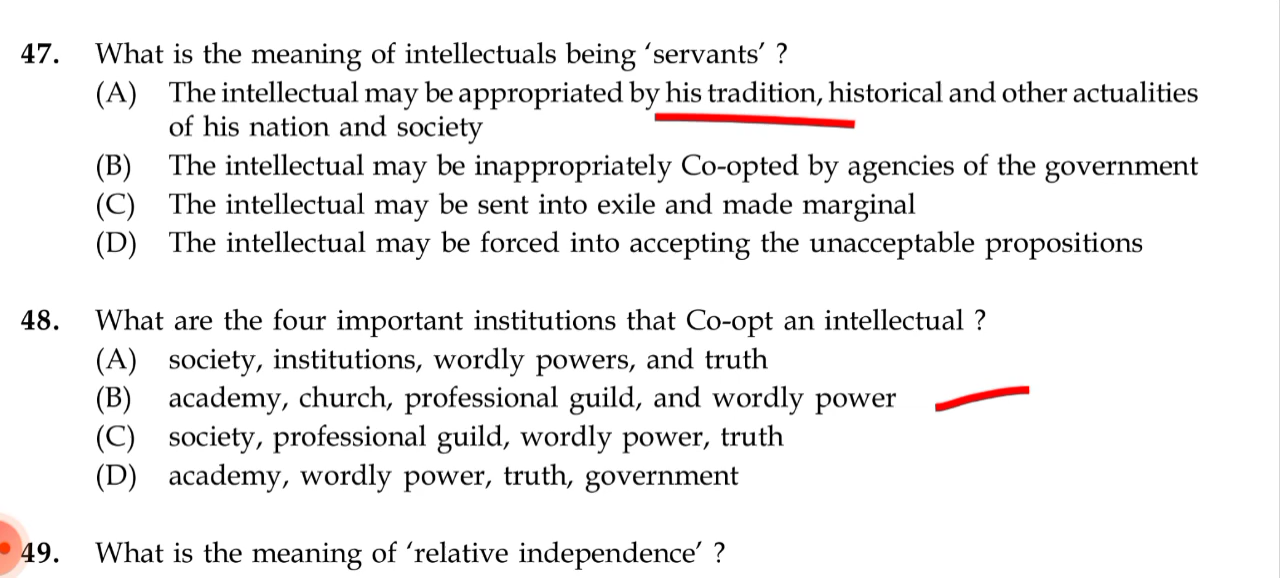 47. What is the meaning of intellectuals being ‘servants’ ?
(A) The intellectual may be appropriated by his tradition, historical and other actualities
of his nation and society
(B) The intellectual may be inappropriately Co-opted by agencies of the government
(C) The intellectual may be sent into exile and made marginal
(D) The intellectual may be forced into accepting the unacceptable propositions
48. What are the four important institutions that Co-opt an intellectual ?
(A) society, institutions, wordly powers, and truth
(B) academy, church, professional guild, and wordly power
(C) society, professional guild, wordly power, truth
(D) academy, wordly power, truth, government
49. What is the meaning of ‘relative independence’ ?